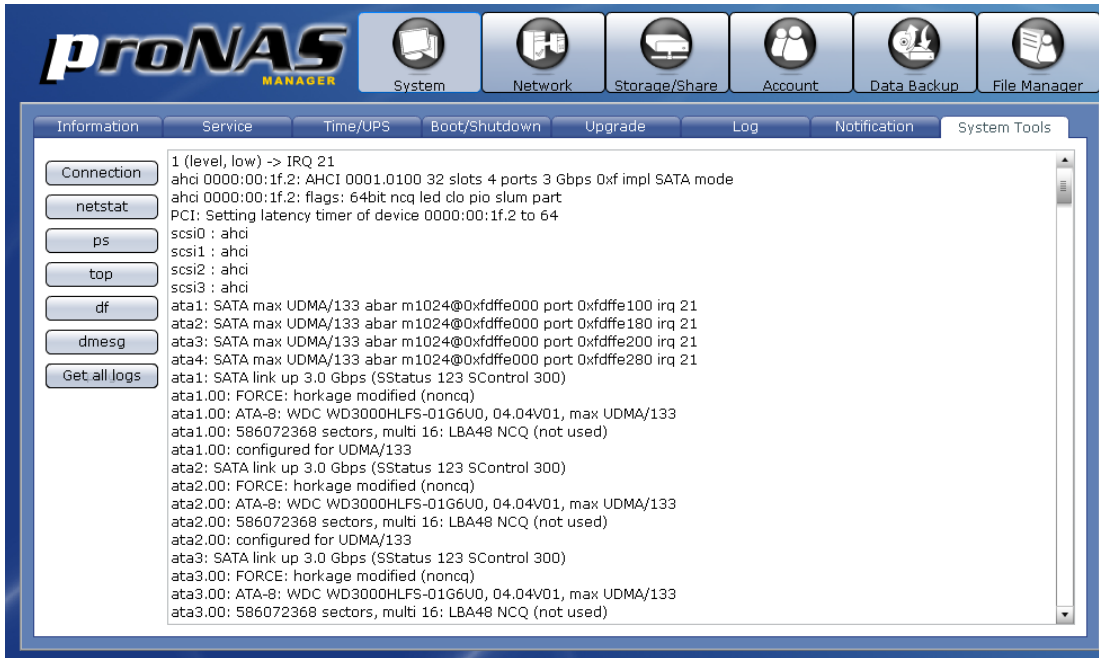 proNAS
MANAGER
System
Network
Storage/Share
Account
Data Backup
File Manager
Information
Service
Time/UPS
Boot/Shutdown
Upgrade
Log
Notification
System Tools
Connection
netstat
ps
top
df
dmesg
Get all logs
1 (level, low) -> IRQ 21
ahci 0000:00:1f.2: AHCI 0001.0100 32 slots 4 ports 3 Gbps 0xf impl SATA mode
ahci 0000:00:1f.2: flags: 64bit ncq led clo pio slum part
PCI: Setting latency timer of device 0000:00:1f.2 to 64
scsi0 : ahci
scsi1 : ahci
scsi2 : ahci
scsi3 : ahci
ata1: SATA max UDMA/133 abar m1024@0xfdffe000 port 0xfdffe100 irq 21
ata2: SATA max UDMA/133 abar m1024@0xfdffe000 port 0xfdffe180 irq 21
ata3: SATA max UDMA/133 abar m1024@0xfdffe000 port 0xfdffe200 irq 21
ata4: SATA max UDMA/133 abar m1024@0xfdffe000 port 0xfdffe280 irq 21
ata1: SATA link up 3.0 Gbps (SStatus 123 SControl 300)
ata1.00: FORCE: horkage modified (noncq)
ata1.00: ATA-8: WDC WD3000HLFS-01G6U0, 04.04V01, max UDMA/133
ata1.00: 586072368 sectors, multi 16: LBA48 NCQ (not used)
ata1.00: configured for UDMA/133
ata2: SATA link up 3.0 Gbps (SStatus 123 SControl 300)
ata2.00: FORCE: horkage modified (noncq)
ata2.00: ATA-8: WDC WD3000HLFS-01G6U0, 04.04V01, max UDMA/133
ata2.00: 586072368 sectors, multi 16: LBA48 NCQ (not used)
ata2.00: configured for UDMA/133
ata3: SATA link up 3.0 Gbps (SStatus 123 SControl 300)
ata3.00: FORCE: horkage modified (noncq)
ata3.00: ATA-8: WDC WD3000HLFS-01G6U0, 04.04V01, max UDMA/133
ata3.00: 586072368 sectors, multi 16: LBA48 NCQ (not used)